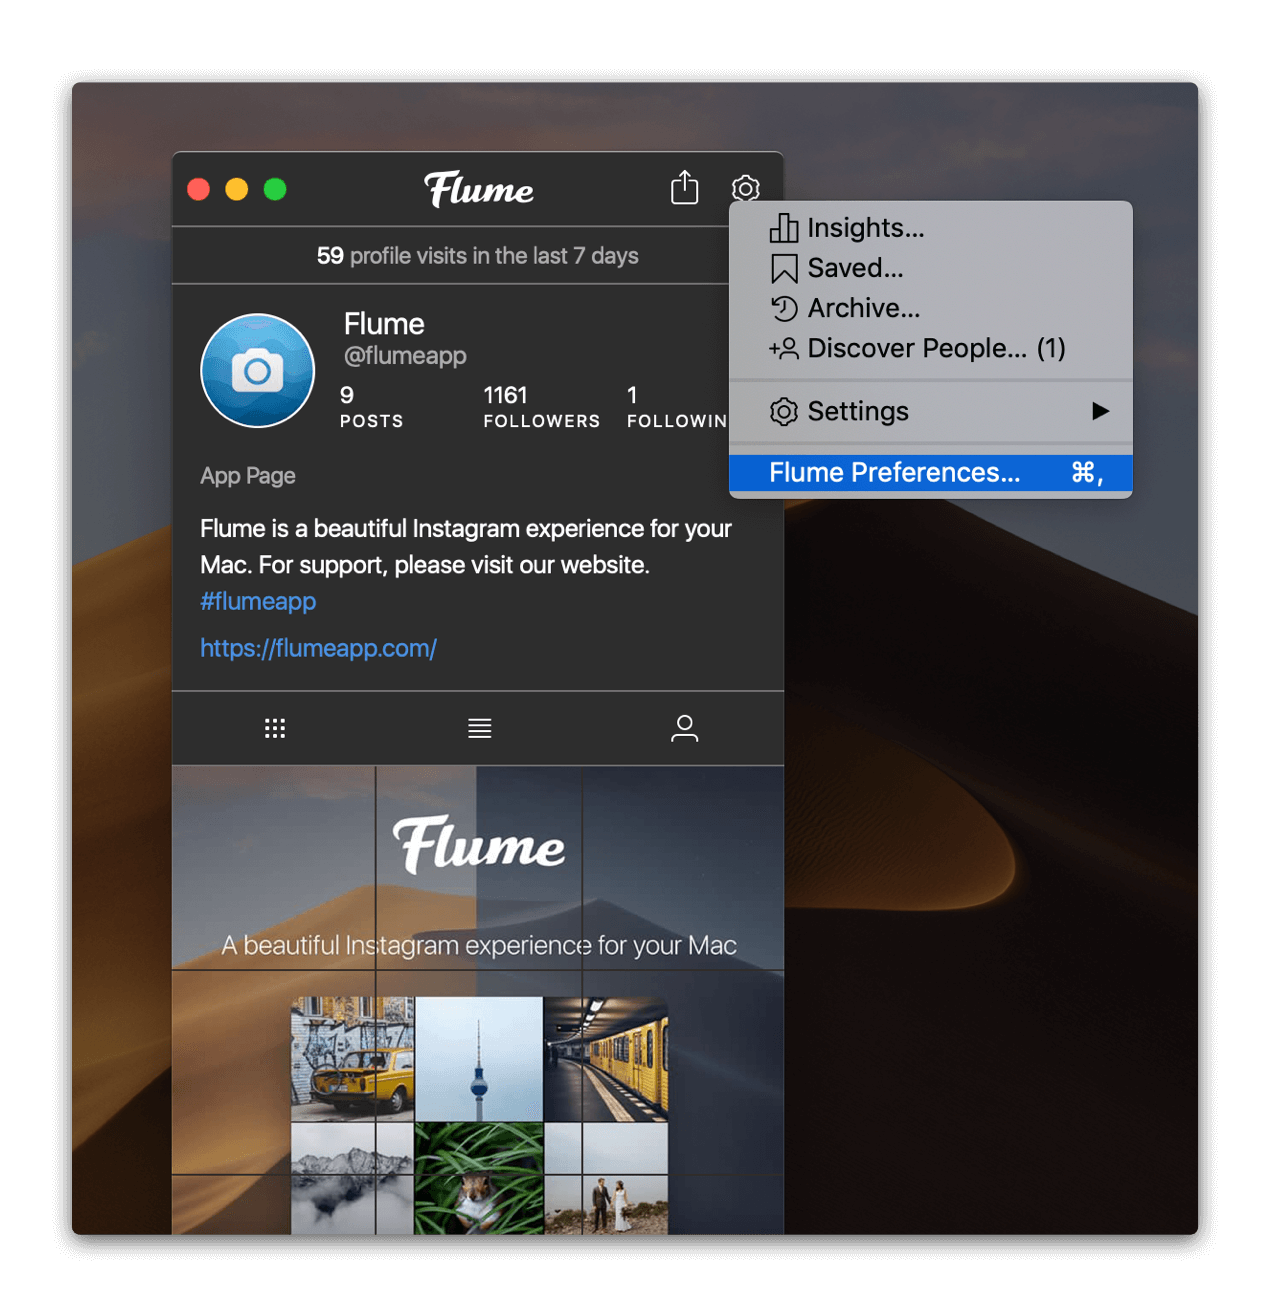 Flume
59 profile visits in the last 7 days
Flume
@flumeapp
9
POSTS
1161
FOLLOWERS
1
FOLLOWIN
App Page
Flume is a beautiful Instagram experience for your
Mac. For support, please visit our website.
#flumeapp
https://flumeapp.com/
Insights...
Saved...
Archive...
Discover People... (1)
Settings ▶
Flume Preferences... ⌘,
Flume
A beautiful Instagram experience for your Mac